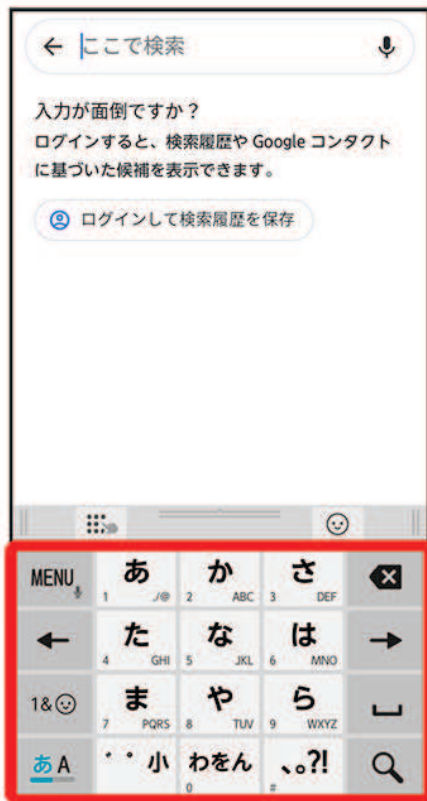 ここで検索
入力が面倒ですか？
ログインすると、検索履歴や Google コンタクト
に基づいた候補を表示できます。
ログインして検索履歴を保存
MENU あ か さ
1 ./@ 2 ABC 3 DEF
た な は
4 GHI 5 JKL 6 MNO
1& ま や ら
7 PQRS 8 TUV 9 WXYZ
あA ゛゜小 わをん 、。?!
0 #